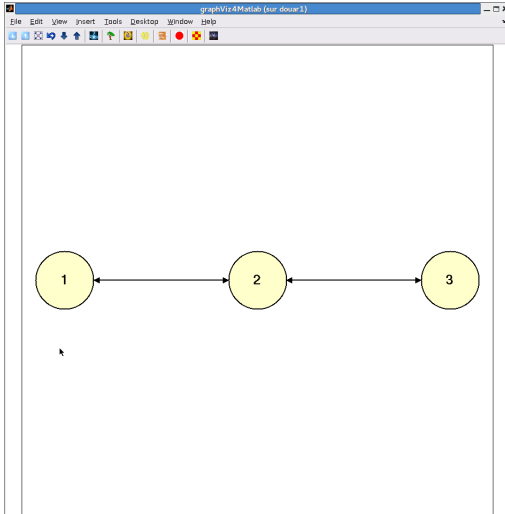 graphViz4Matlab (sur douar1)
File Edit View Insert Tools Desktop Window Help
1 2 3